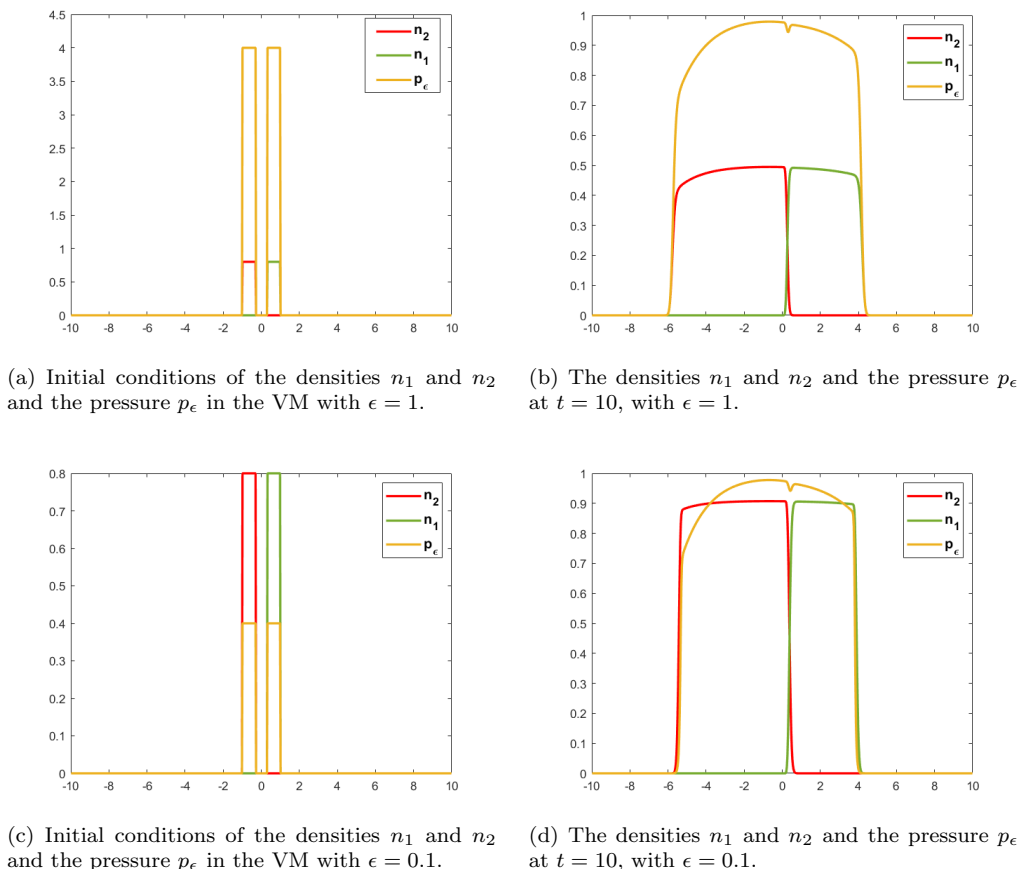 4.5
4
3.5
3
2.5
2
1.5
1
0.5
0
-10 -8 -6 -4 -2 0 2 4 6 8 10
n2
n1
pϵ
1
0.9
0.8
0.7
0.6
0.5
0.4
0.3
0.2
0.1
0
-10 -8 -6 -4 -2 0 2 4 6 8 10
n2
n1
pϵ
(a) Initial conditions of the densities n1 and n2
and the pressure pϵ in the VM with ϵ = 1.
(b) The densities n1 and n2 and the pressure pϵ
at t = 10, with ϵ = 1.
0.8
0.7
0.6
0.5
0.4
0.3
0.2
0.1
0
-10 -8 -6 -4 -2 0 2 4 6 8 10
n2
n1
pϵ
1
0.9
0.8
0.7
0.6
0.5
0.4
0.3
0.2
0.1
0
-10 -8 -6 -4 -2 0 2 4 6 8 10
n2
n1
pϵ
(c) Initial conditions of the densities n1 and n2
and the pressure pϵ in the VM with ϵ = 0.1.
(d) The densities n1 and n2 and the pressure pϵ
at t = 10, with ϵ = 0.1.